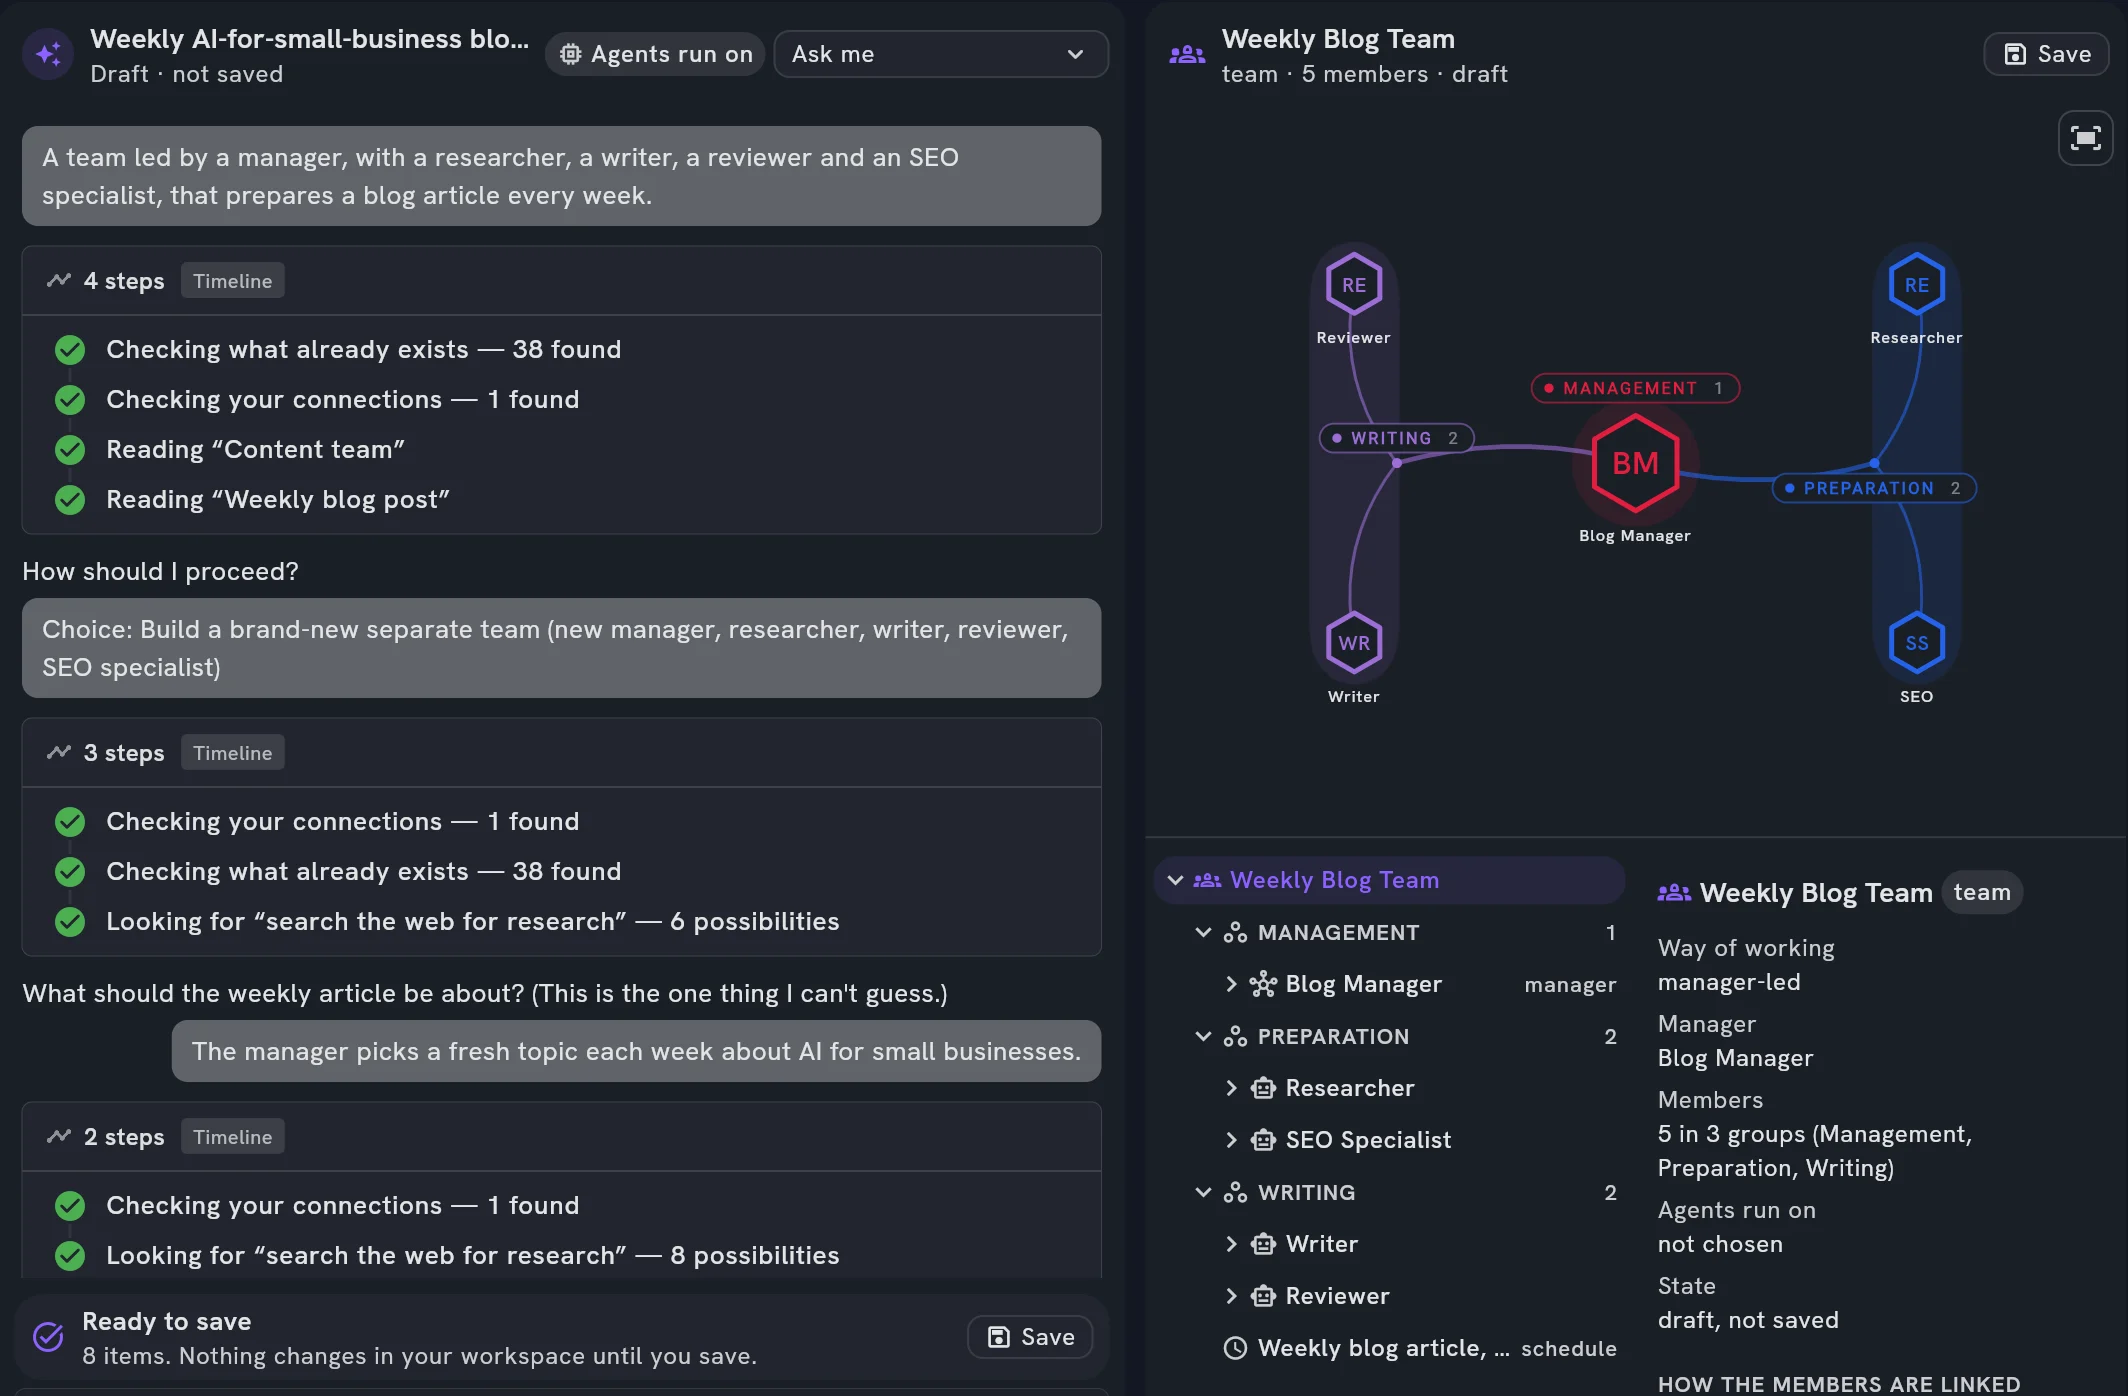 Weekly AI-for-small-business blo...
Draft · not saved
Agents run on
Ask me
A team led by a manager, with a researcher, a writer, a reviewer and an SEO
specialist, that prepares a blog article every week.
4 steps Timeline
Checking what already exists — 38 found
Checking your connections — 1 found
Reading “Content team”
Reading “Weekly blog post”
How should I proceed?
Choice: Build a brand-new separate team (new manager, researcher, writer, reviewer,
SEO specialist)
3 steps Timeline
Checking your connections — 1 found
Checking what already exists — 38 found
Looking for “search the web for research” — 6 possibilities
What should the weekly article be about? (This is the one thing I can't guess.)
The manager picks a fresh topic each week about AI for small businesses.
2 steps Timeline
Checking your connections — 1 found
Looking for “search the web for research” — 8 possibilities
Ready to save
8 items. Nothing changes in your workspace until you save.
Save
Weekly Blog Team
team · 5 members · draft
Save
RE
Reviewer
RE
Researcher
MANAGEMENT 1
WRITING 2
BM
PREPARATION 2
Blog Manager
WR
Writer
SS
SEO
Weekly Blog Team
MANAGEMENT 1
Blog Manager manager
PREPARATION 2
Researcher
SEO Specialist
WRITING 2
Writer
Reviewer
Weekly blog article, ... schedule
Weekly Blog Team team
Way of working
manager-led
Manager
Blog Manager
Members
5 in 3 groups (Management,
Preparation, Writing)
Agents run on
not chosen
State
draft, not saved
HOW THE MEMBERS ARE LINKED